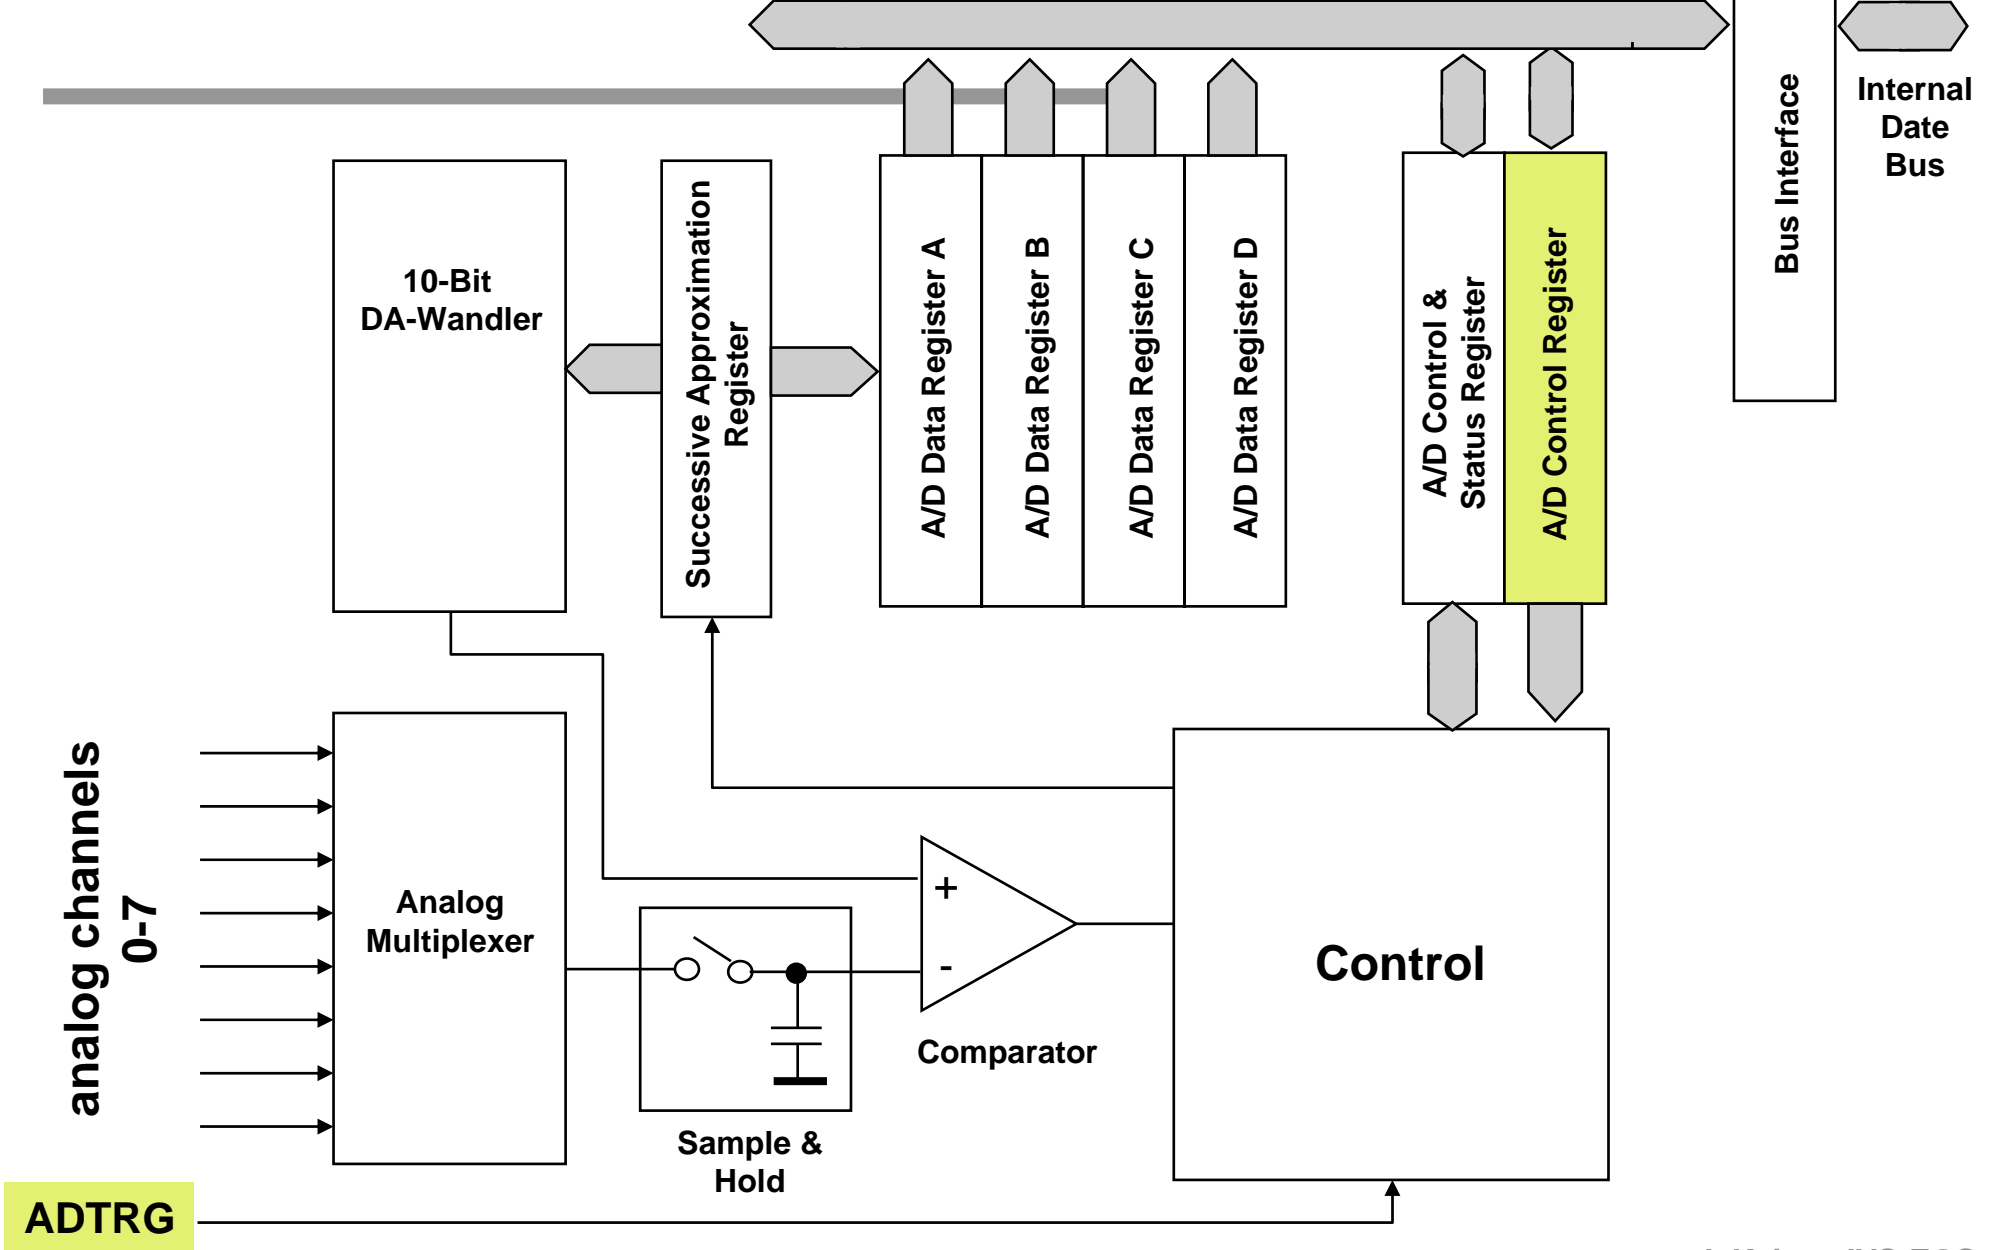 Internal
Date
Bus
Bus Interface
10-Bit
DA-Wandler
Successive Approximation
Register
A/D Data Register A
A/D Data Register B
A/D Data Register C
A/D Data Register D
A/D Control &
Status Register
A/D Control Register
analog channels
0-7
Analog
Multiplexer
+
-
Comparator
Sample &
Hold
Control
ADTRG